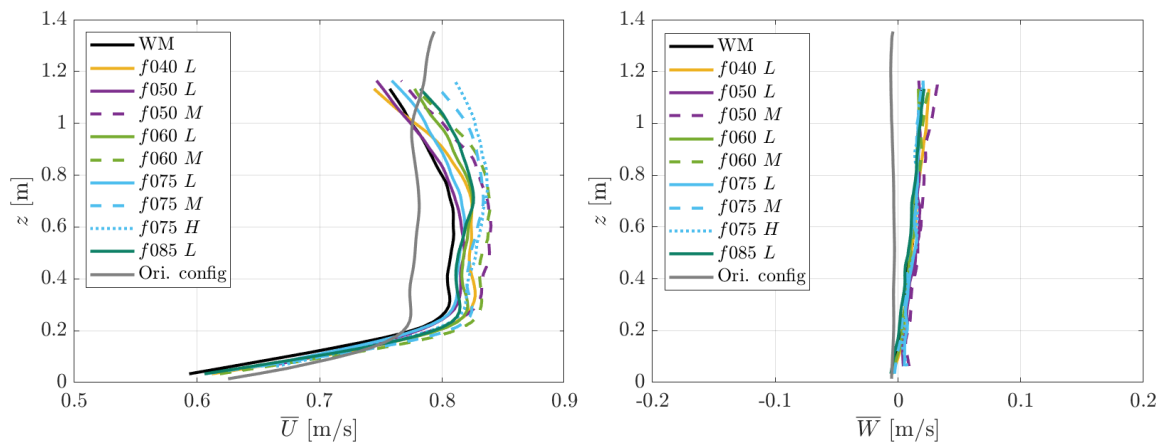 1.4
1.2
1
0.8
0.6
0.4
0.2
0
z [m]
WM
f040 L
f050 L
f050 M
f060 L
f060 M
f075 L
f075 M
f075 H
f085 L
Ori. config
0.5 0.6 0.7 0.8 0.9
U [m/s]
1.4
1.2
1
0.8
0.6
0.4
0.2
0
z [m]
WM
f040 L
f050 L
f050 M
f060 L
f060 M
f075 L
f075 M
f075 H
f085 L
Ori. config
-0.2 -0.1 0 0.1 0.2
W [m/s]